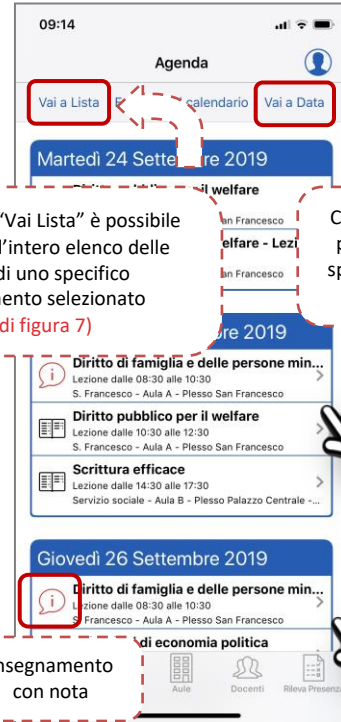 09:14
Agenda
Vai a Lista calendario Vai a Data
Martedì 24 Sette re 2019
il welfare
an Francesco
elfare - Lezi
an Francesco
"Vai Lista" è possibile
l'intero elenco delle
di uno specifico
mento selezionato
di figura 7)
re 2019
Diritto di famiglia e delle persone min...
Lezione dalle 08:30 alle 10:30
S. Francesco - Aula A - Plesso San Francesco
Diritto pubblico per il welfare
Lezione dalle 10:30 alle 12:30
S. Francesco - Aula A - Plesso San Francesco
Scrittura efficace
Lezione dalle 14:30 alle 17:30
Servizio sociale - Aula B - Plesso Palazzo Centrale -...
Giovedì 26 Settembre 2019
Diritto di famiglia e delle persone min...
Lezione dalle 08:30 alle 10:30
S. Francesco - Aula A - Plesso San Francesco
di economia politica
nsegnamento
con nota
Aule Docenti Rileva Presenz